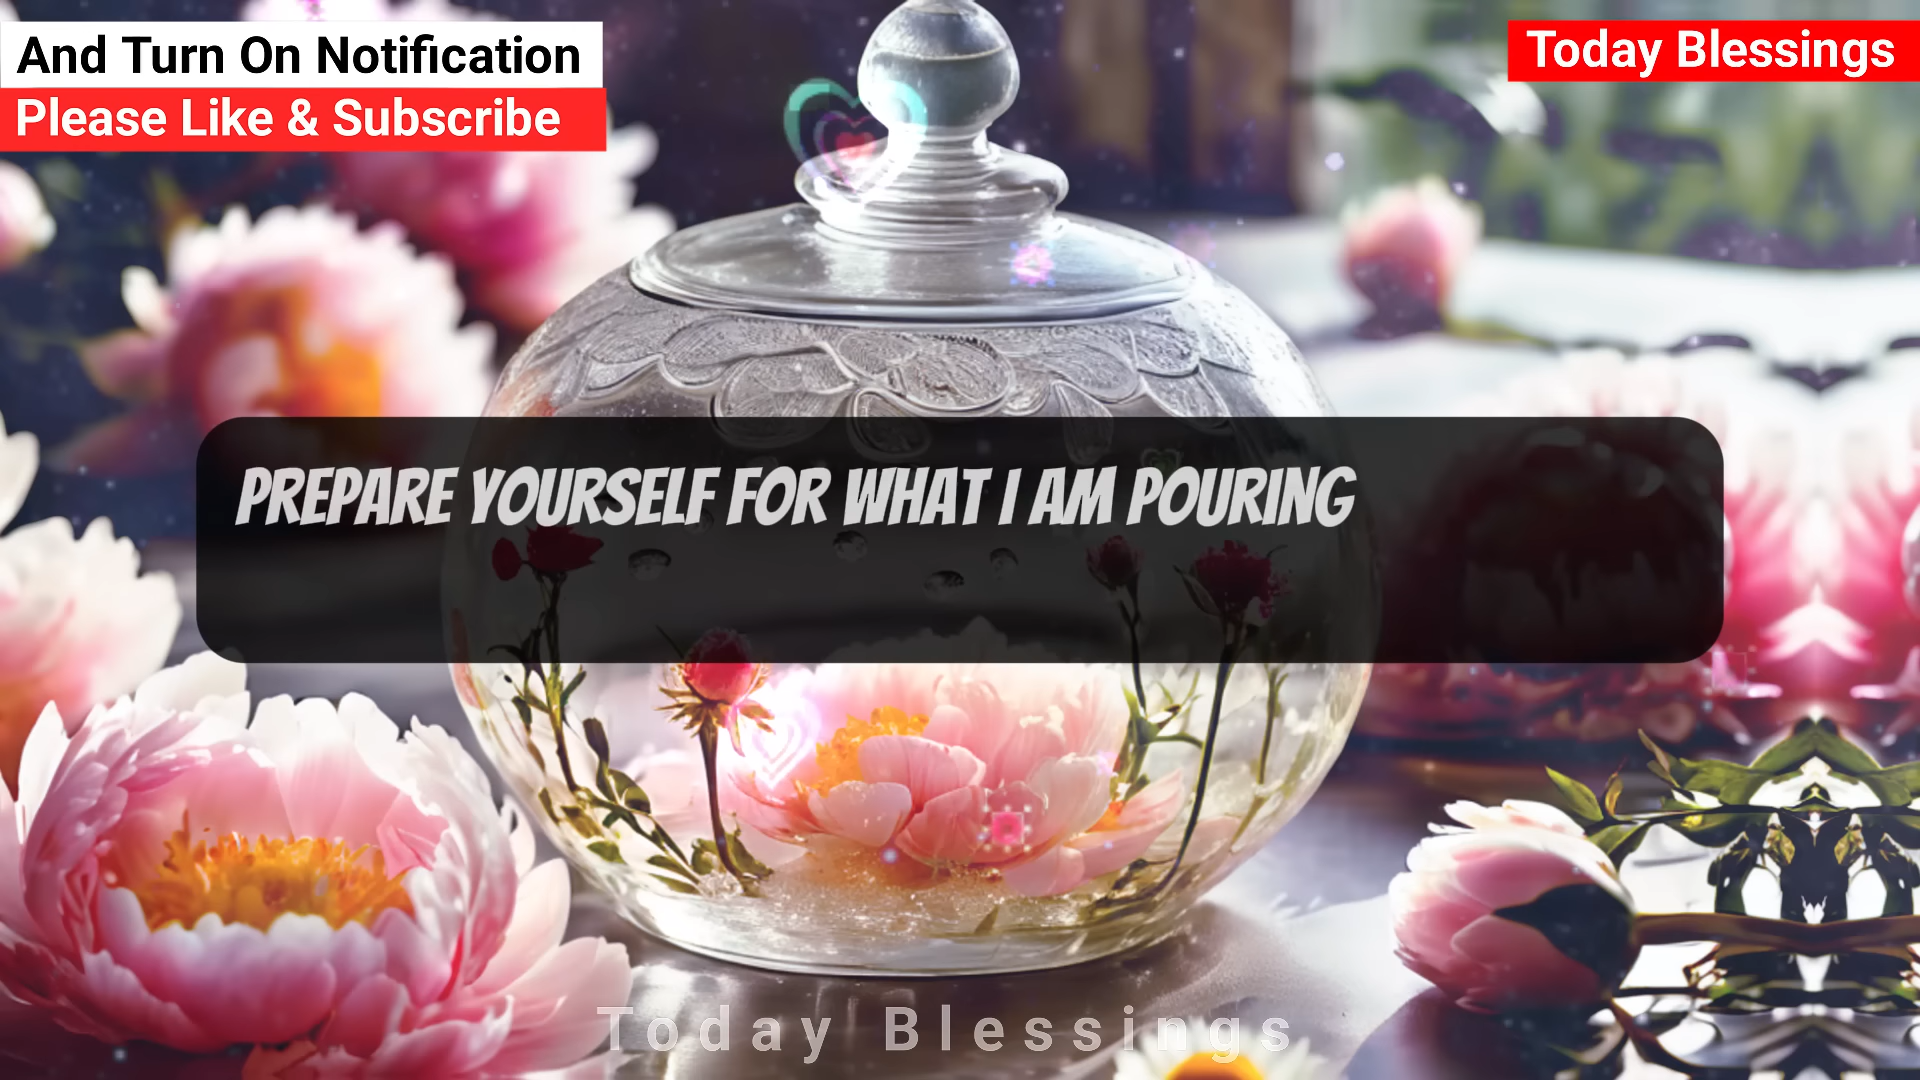 And Turn On Notification
Please Like & Subscribe
Today Blessings
PREPARE YOURSELF FOR WHAT I AM POURING
Today Blessings